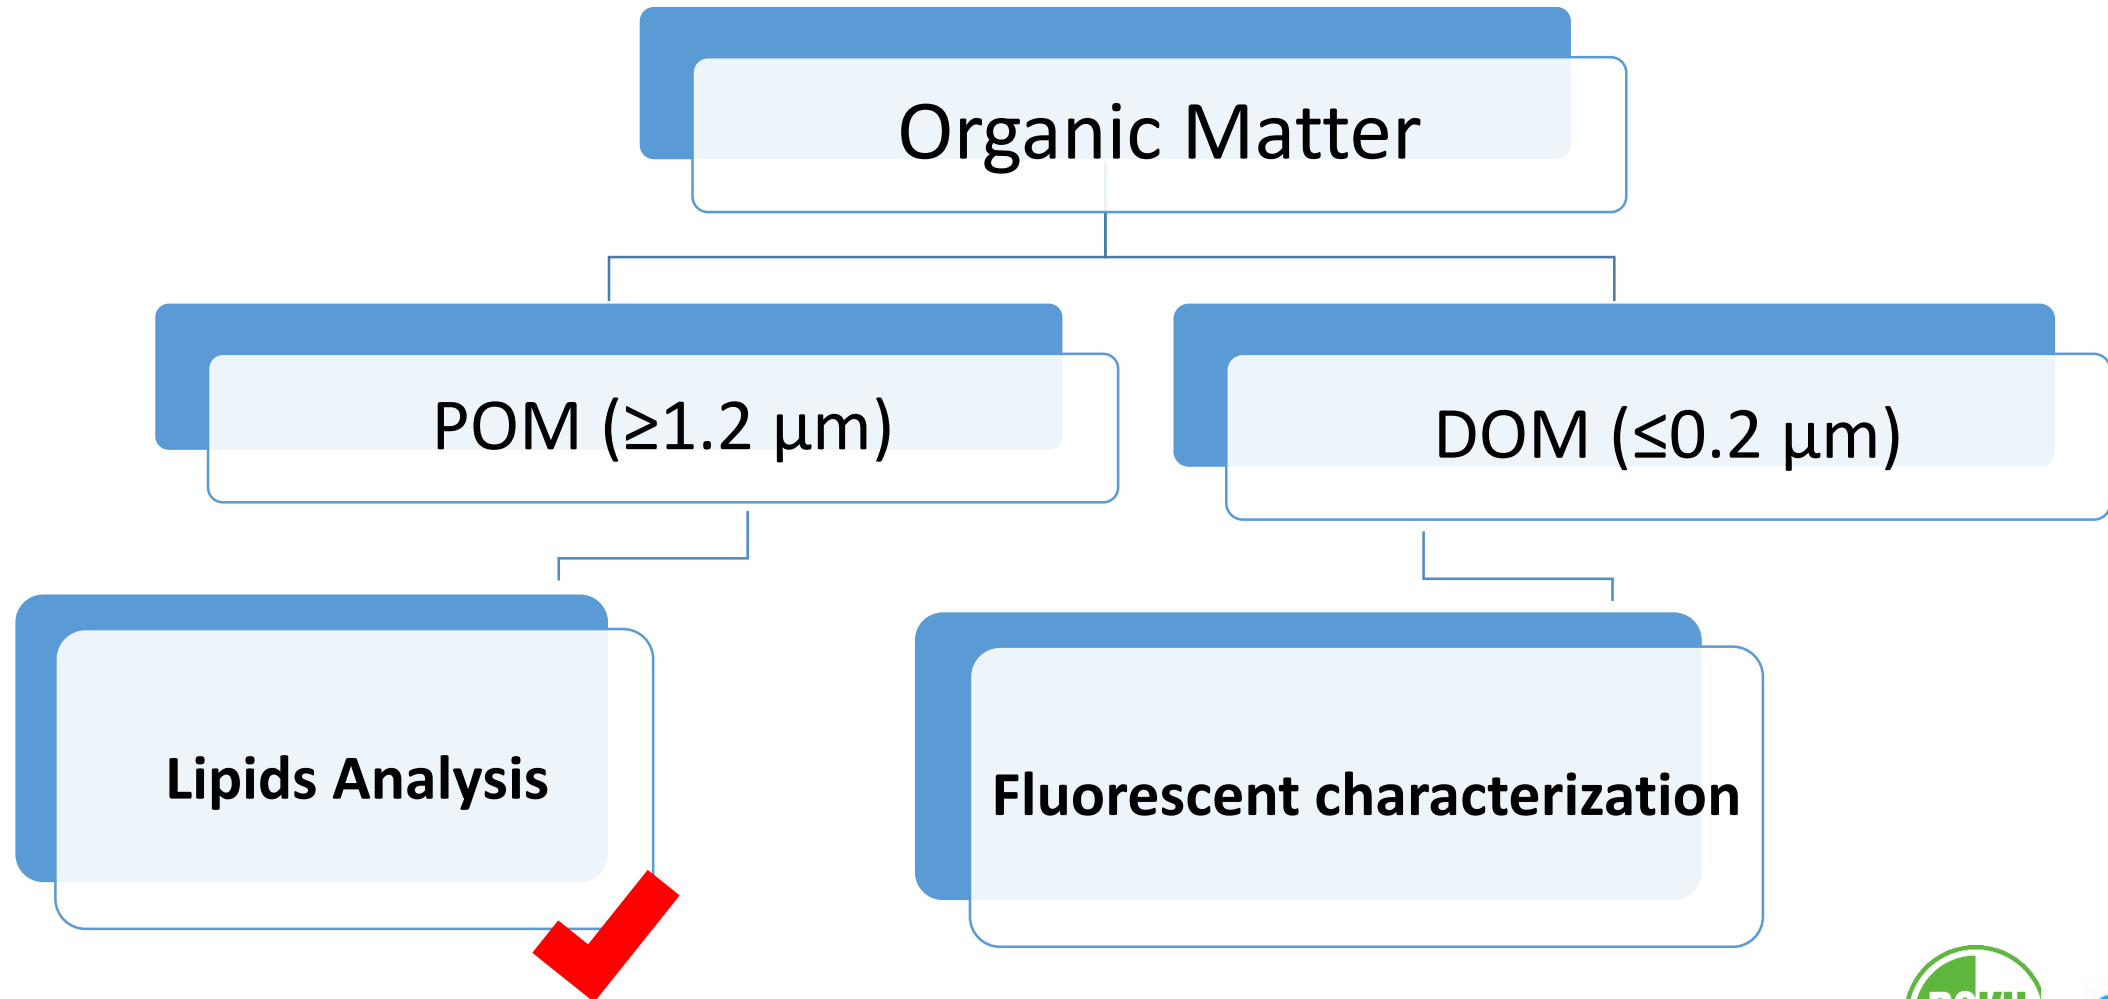 Organic Matter
POM (≥1.2 µm)
DOM (≤0.2 µm)
Lipids Analysis
Fluorescent characterization